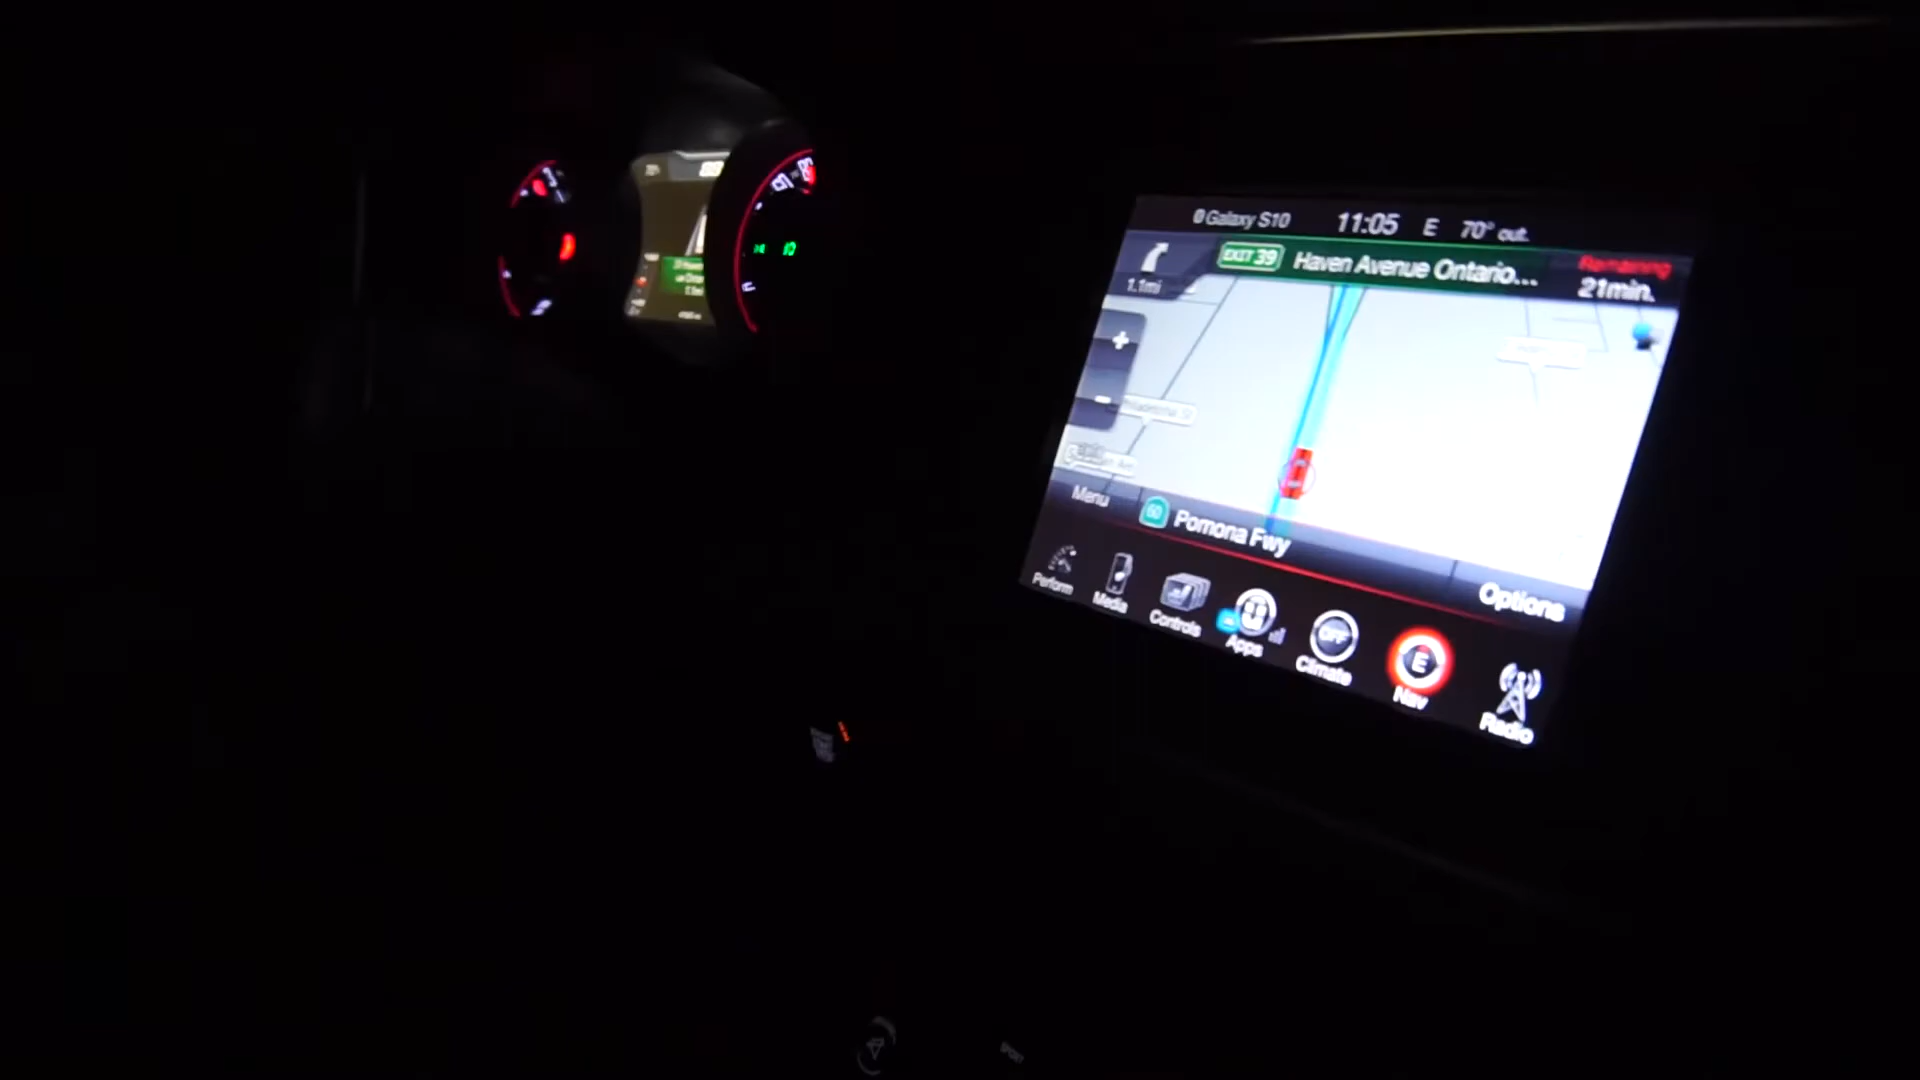 Galaxy S10 11:05 E 70° out.
EXIT 39 Haven Avenue Ontario...
Remaining
21min.
1.1mi
+
-
Menu
60 Pomona Fwy
Options
Perform
Media
Controls
Apps
OFF
Climate
E
Nav
Radio
SPORT